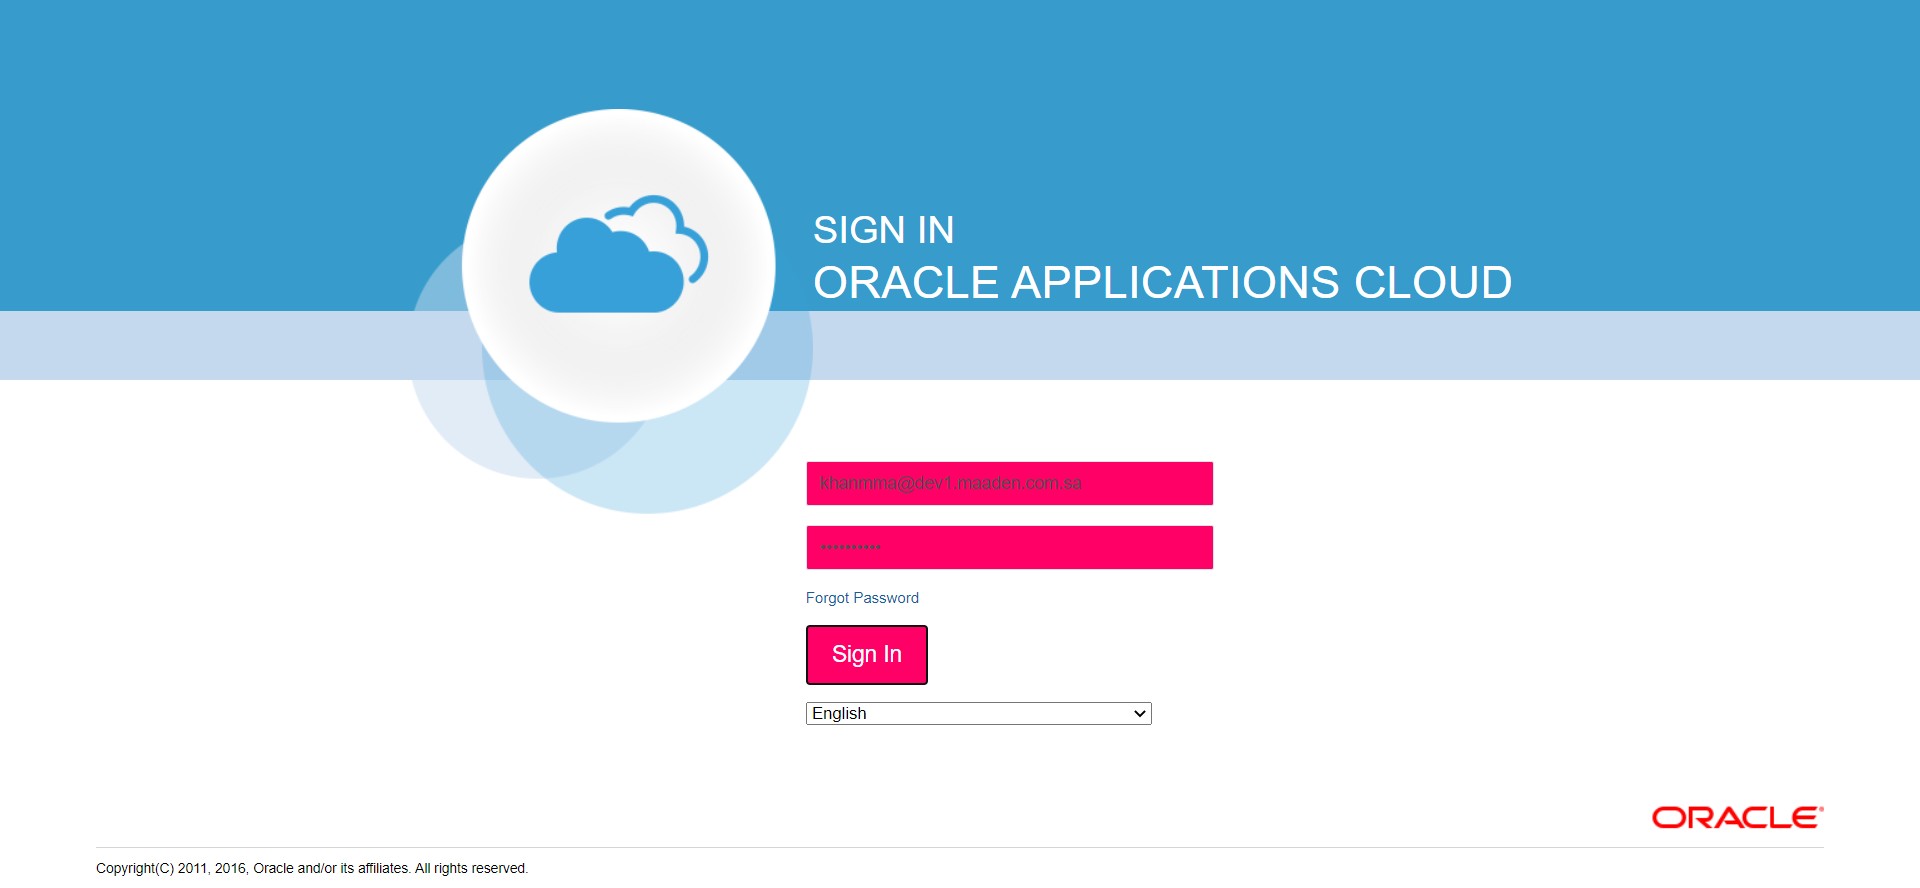 SIGN IN
ORACLE APPLICATIONS CLOUD
khanmma@dev1.maaden.com.sa
••••••••••
Forgot Password
Sign In
English
ORACLE
Copyright(C) 2011, 2016, Oracle and/or its affiliates. All rights reserved.